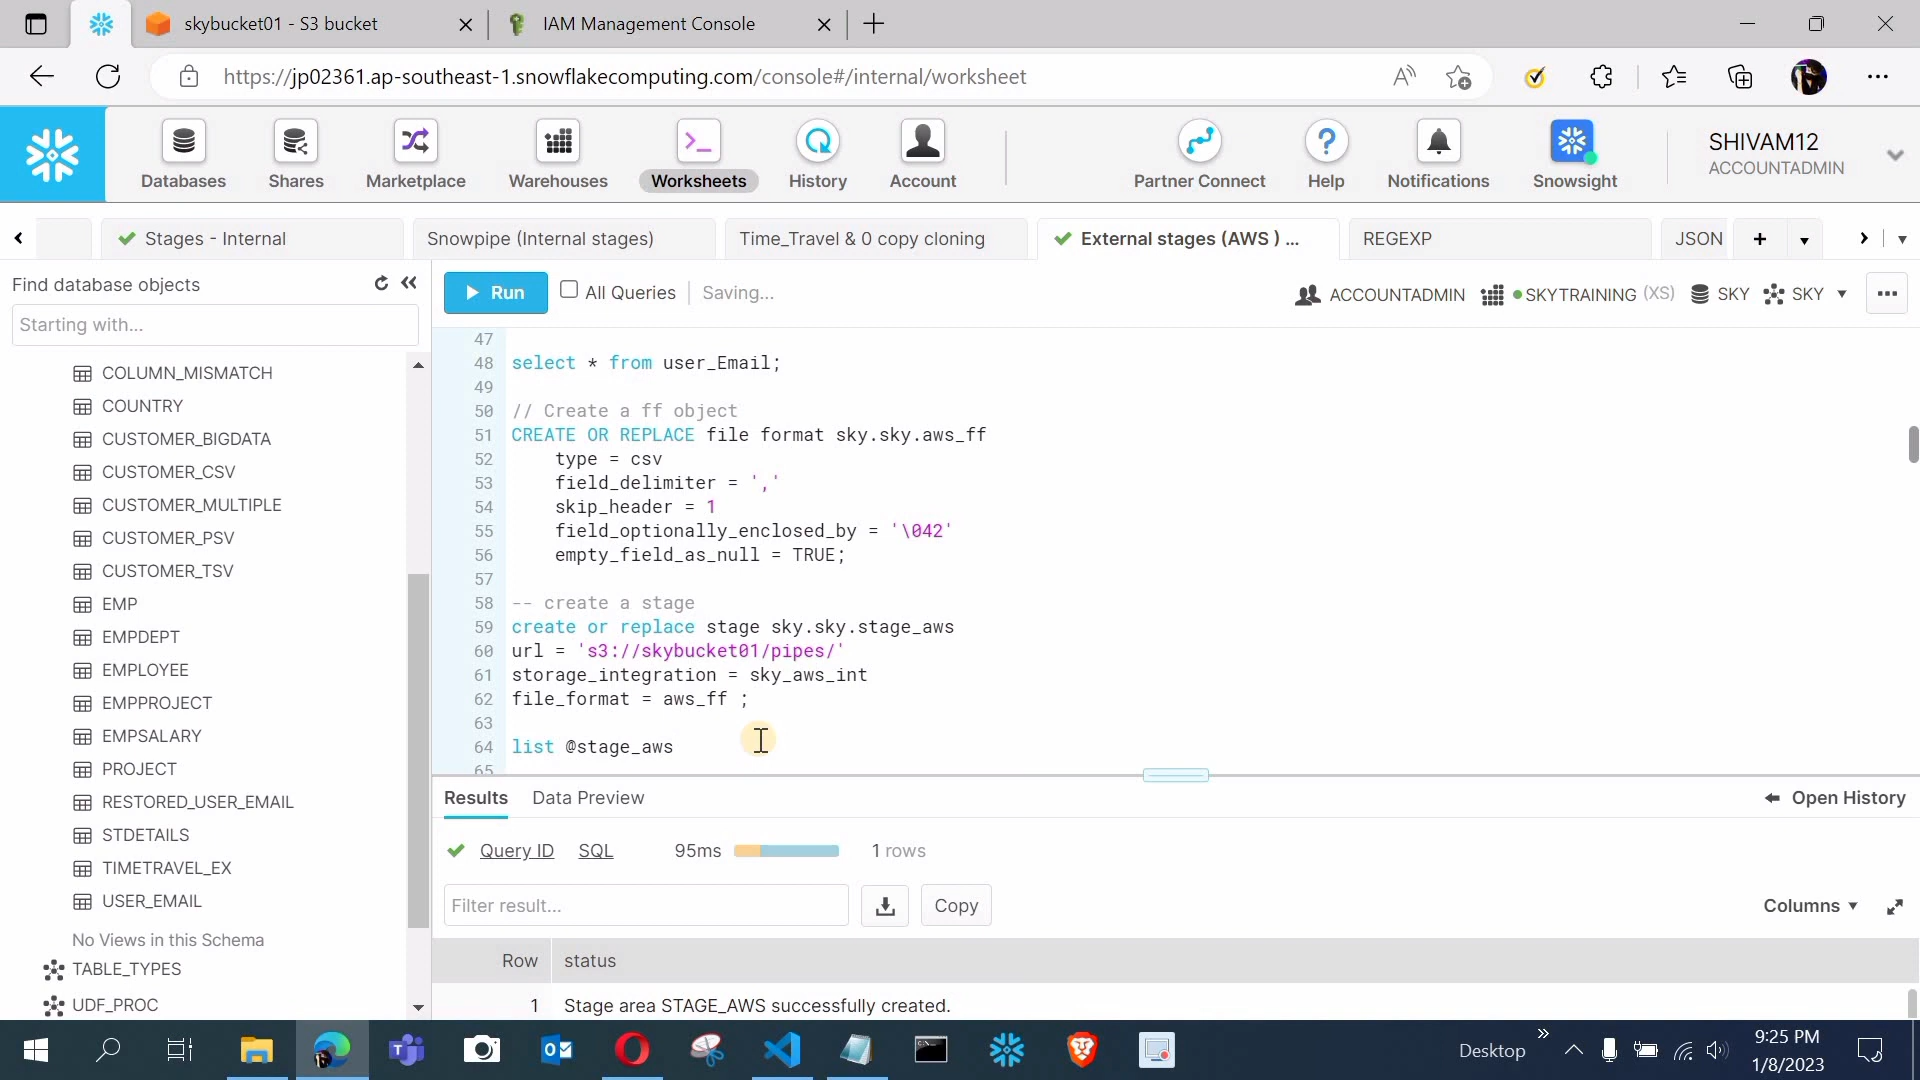 skybucket01 - S3 bucket
IAM Management Console
https://jp02361.ap-southeast-1.snowflakecomputing.com/console#/internal/worksheet
Databases
Shares
Marketplace
Warehouses
Worksheets
History
Account
Partner Connect
Help
Notifications
Snowsight
SHIVAM12
ACCOUNTADMIN
Stages - Internal
Snowpipe (Internal stages)
Time_Travel & 0 copy cloning
External stages (AWS ) ...
REGEXP
JSON
Find database objects
Starting with...
COLUMN_MISMATCH
COUNTRY
CUSTOMER_BIGDATA
CUSTOMER_CSV
CUSTOMER_MULTIPLE
CUSTOMER_PSV
CUSTOMER_TSV
EMP
EMPDEPT
EMPLOYEE
EMPPROJECT
EMPSALARY
PROJECT
RESTORED_USER_EMAIL
STDETAILS
TIMETRAVEL_EX
USER_EMAIL
No Views in this Schema
TABLE_TYPES
UDF_PROC
Run
All Queries
Saving...
ACCOUNTADMIN
SKYTRAINING (XS)
SKY
SKY
47
48 select * from user_Email;
49
50 // Create a ff object
51 CREATE OR REPLACE file format sky.sky.aws_ff
52 type = csv
53 field_delimiter = ','
54 skip_header = 1
55 field_optionally_enclosed_by = '\042'
56 empty_field_as_null = TRUE;
57
58 -- create a stage
59 create or replace stage sky.sky.stage_aws
60 url = 's3://skybucket01/pipes/'
61 storage_integration = sky_aws_int
62 file_format = aws_ff ;
63
64 list @stage_aws
65
Results
Data Preview
Open History
Query ID
SQL
95ms
1 rows
Filter result...
Copy
Columns
Row
status
1
Stage area STAGE_AWS successfully created.
Desktop
9:25 PM
1/8/2023